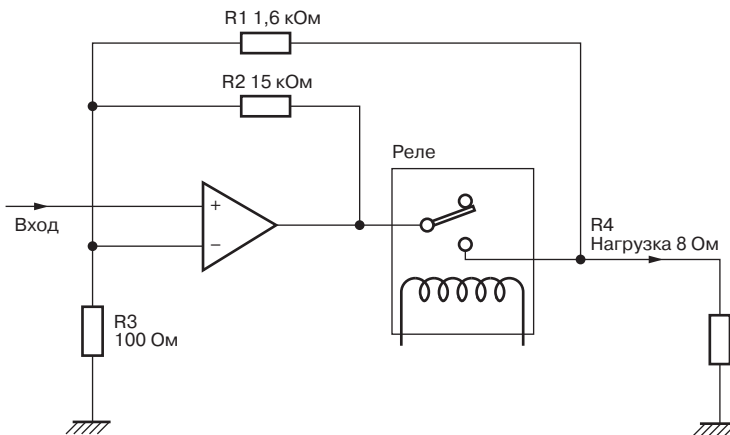 R1 1,6 кОм
R2 15 кОм
Реле
+
Вход
−
R4
Нагрузка 8 Ом
R3
100 Ом